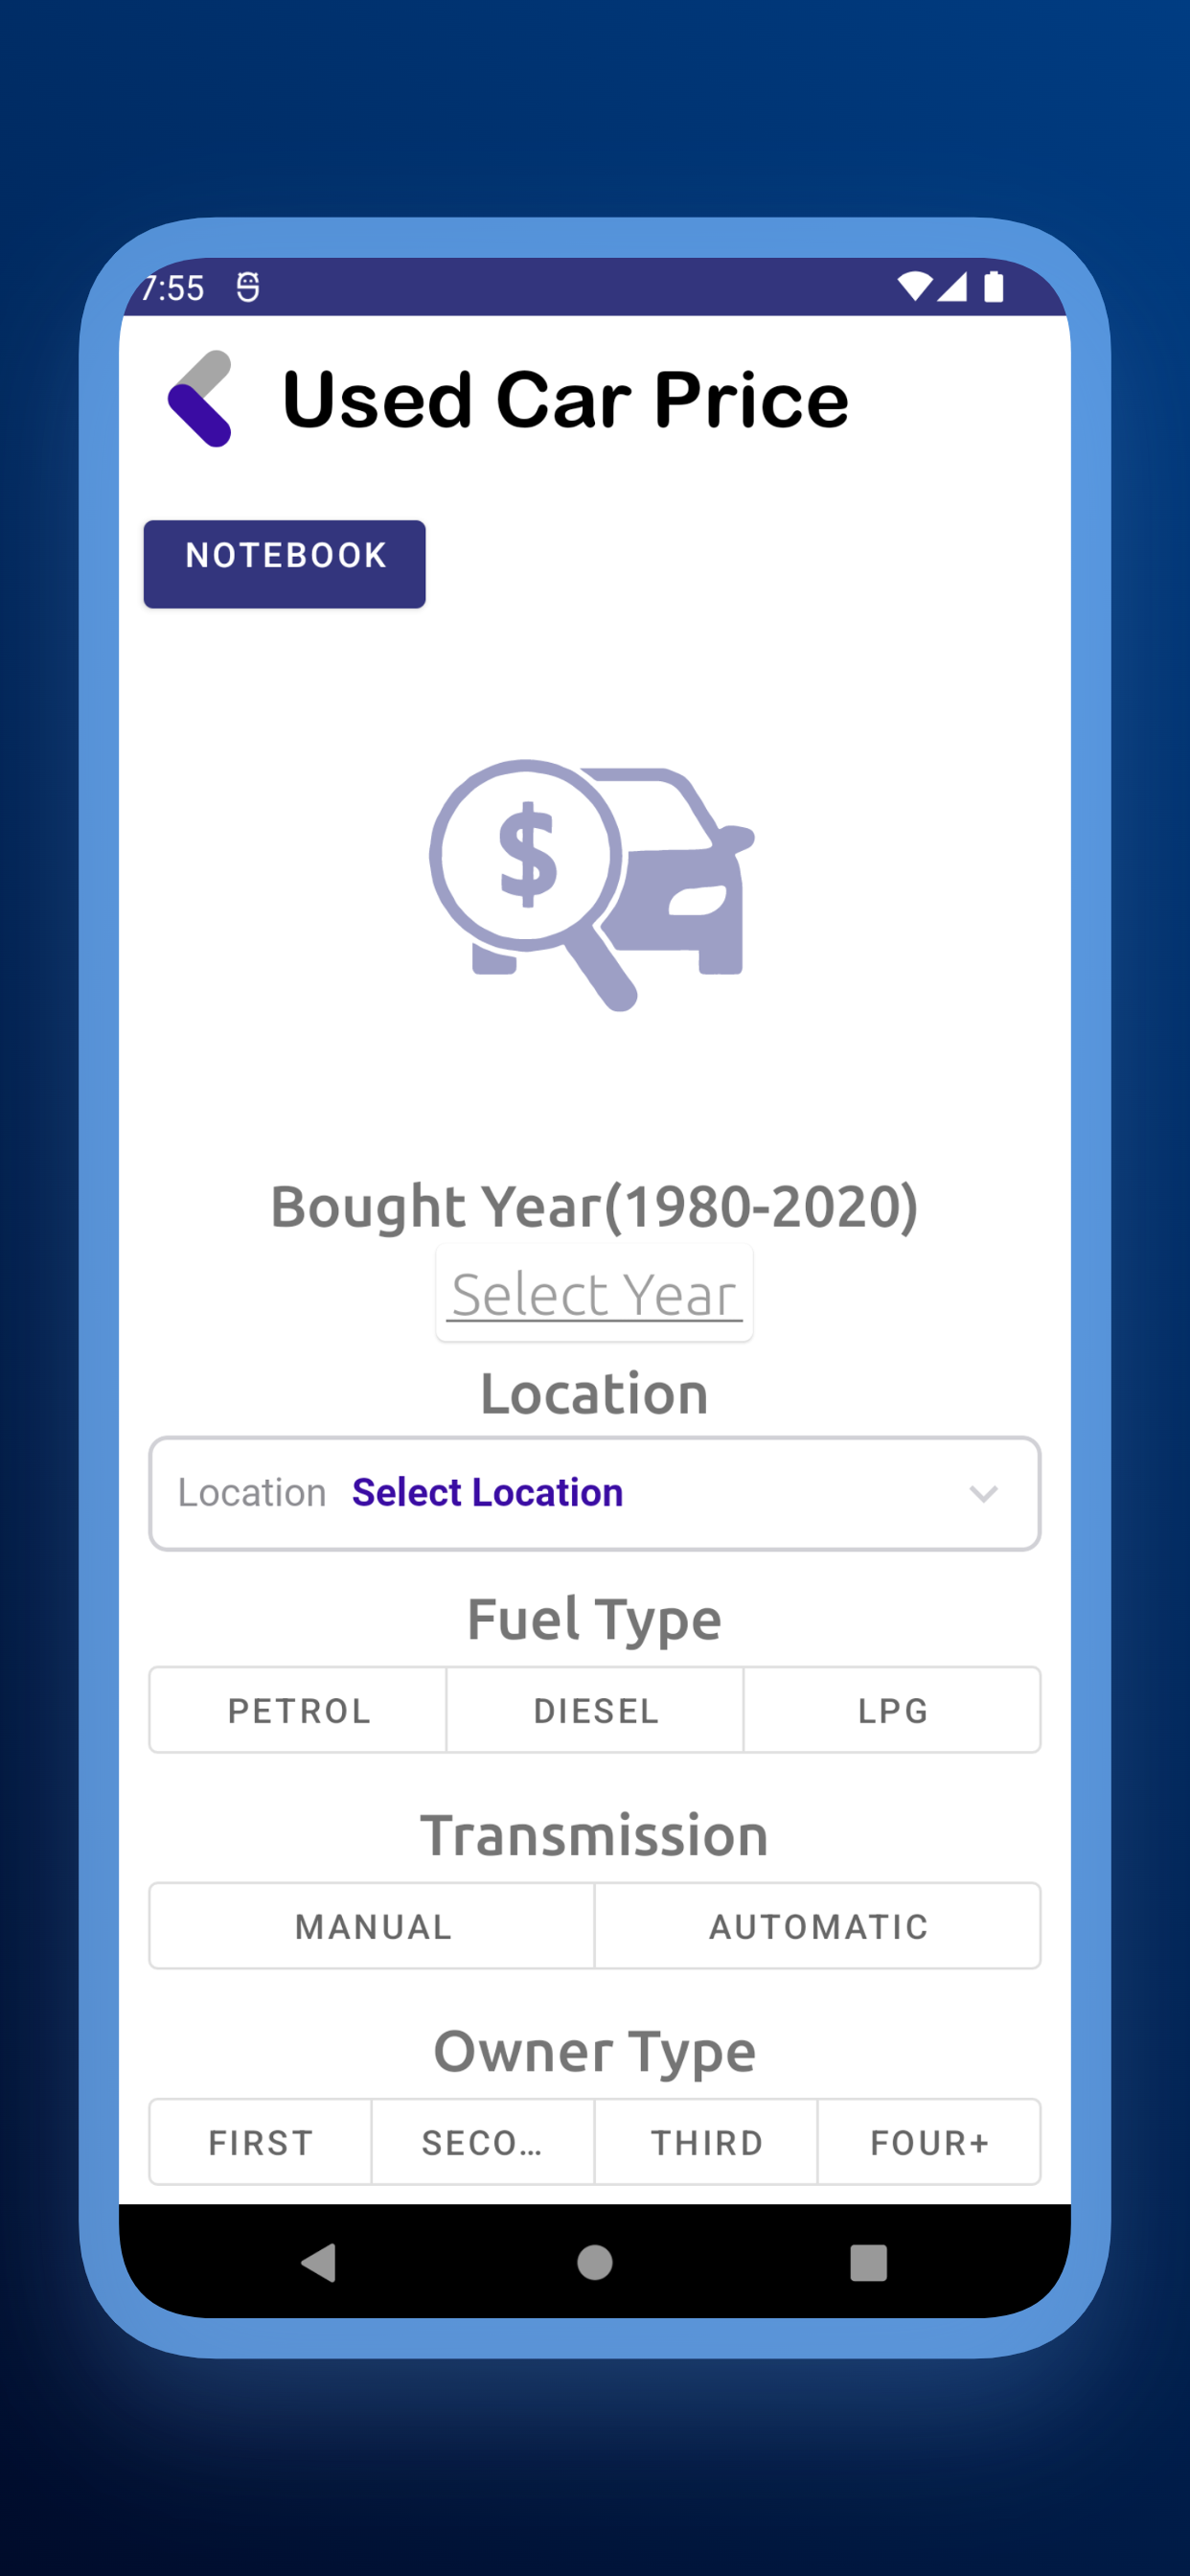 7:55
Used Car Price
NOTEBOOK
$
Bought Year(1980-2020)
Select Year
Location
Location Select Location
Fuel Type
PETROL DIESEL LPG
Transmission
MANUAL AUTOMATIC
Owner Type
FIRST SECO... THIRD FOUR+